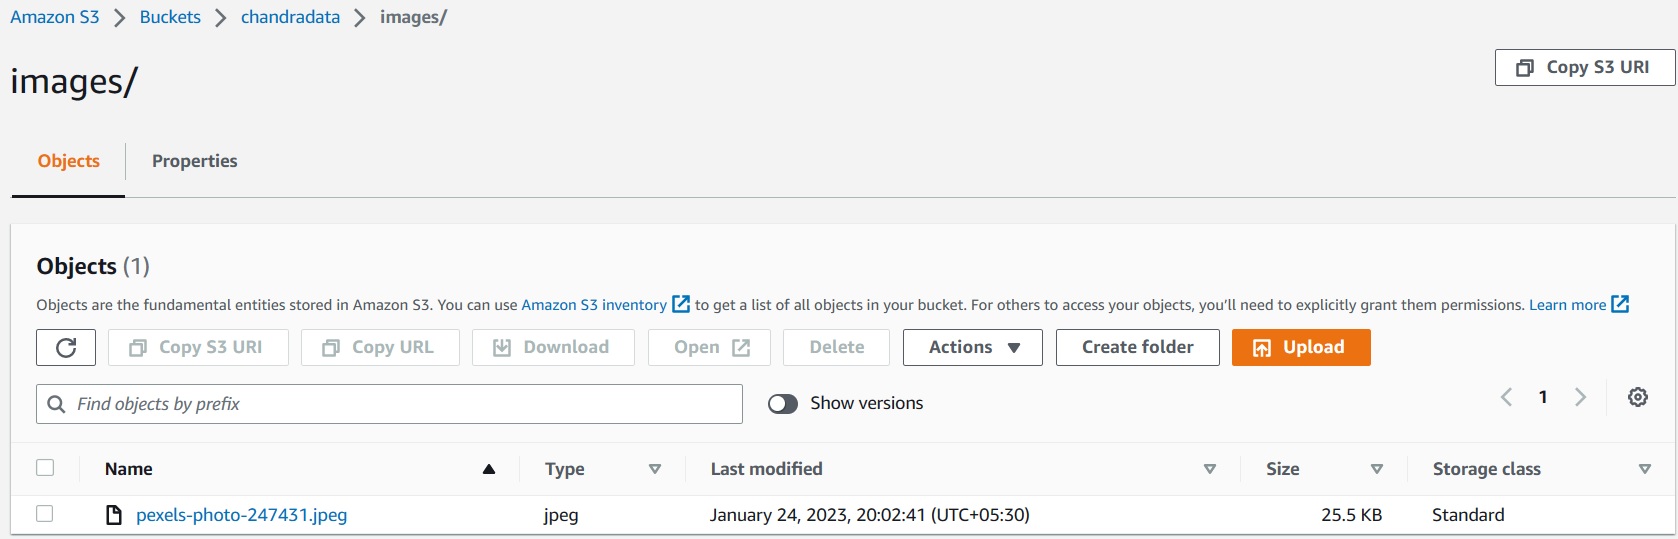 Amazon S3 > Buckets > chandradata > images/
images/
Copy S3 URI
Objects Properties
Objects (1)
Objects are the fundamental entities stored in Amazon S3. You can use Amazon S3 inventory to get a list of all objects in your bucket. For others to access your objects, you'll need to explicitly grant them permissions. Learn more
Copy S3 URI Copy URL Download Open Delete Actions Create folder Upload
Find objects by prefix Show versions 1
Name Type Last modified Size Storage class
pexels-photo-247431.jpeg jpeg January 24, 2023, 20:02:41 (UTC+05:30) 25.5 KB Standard